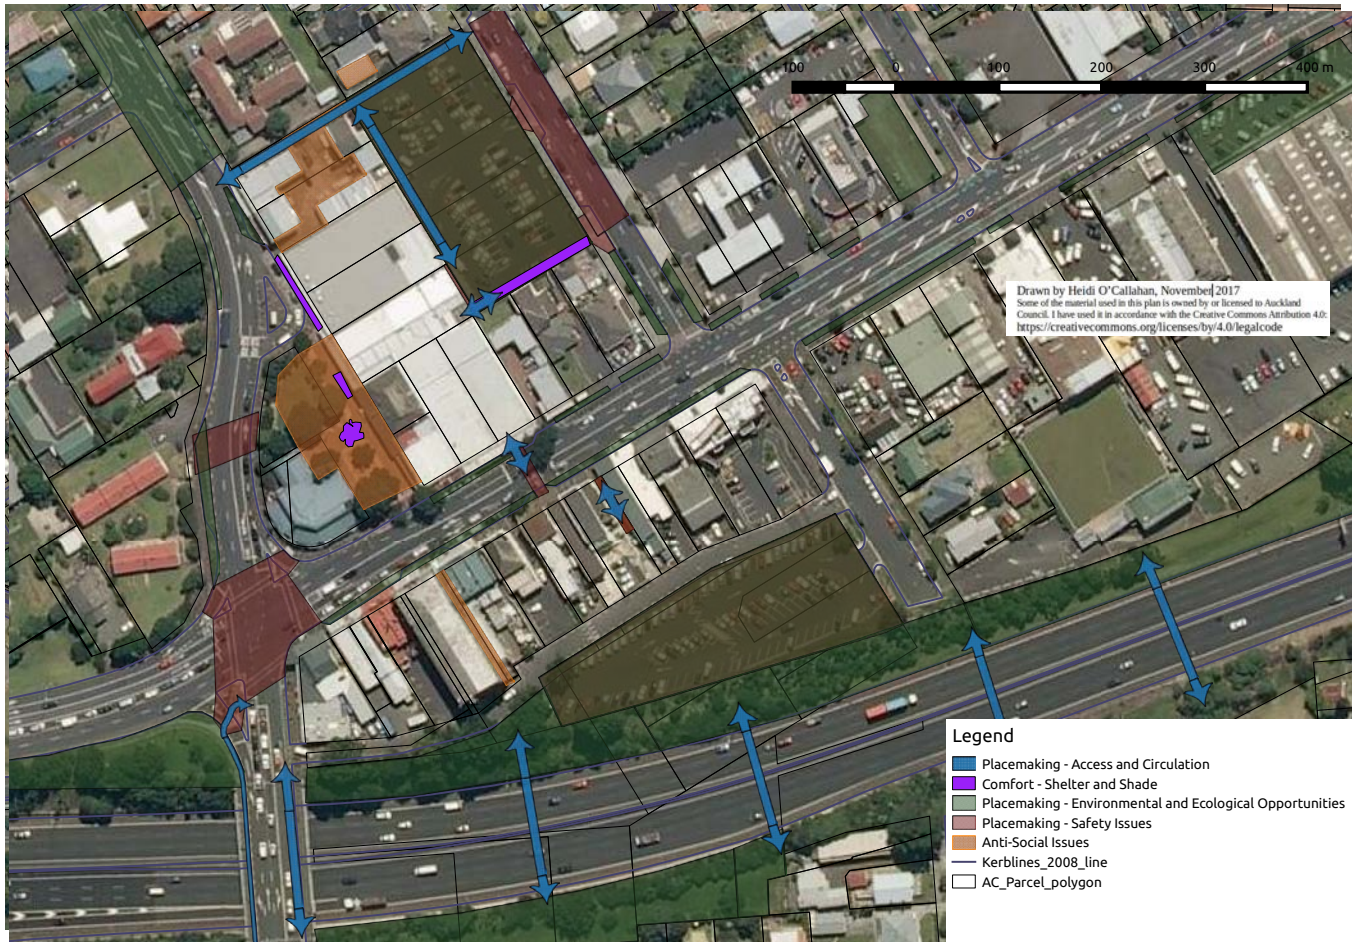 100 0 100 200 300 400 m
Drawn by Heidi O'Callahan, November 2017
Some of the material used in this plan is owned by or licensed to Auckland
Council. I have used it in accordance with the Creative Commons Attribution 4.0:
https://creativecommons.org/licenses/by/4.0/legalcode
Legend
Placemaking - Access and Circulation
Comfort - Shelter and Shade
Placemaking - Environmental and Ecological Opportunities
Placemaking - Safety Issues
Anti-Social Issues
Kerblines_2008_line
AC_Parcel_polygon